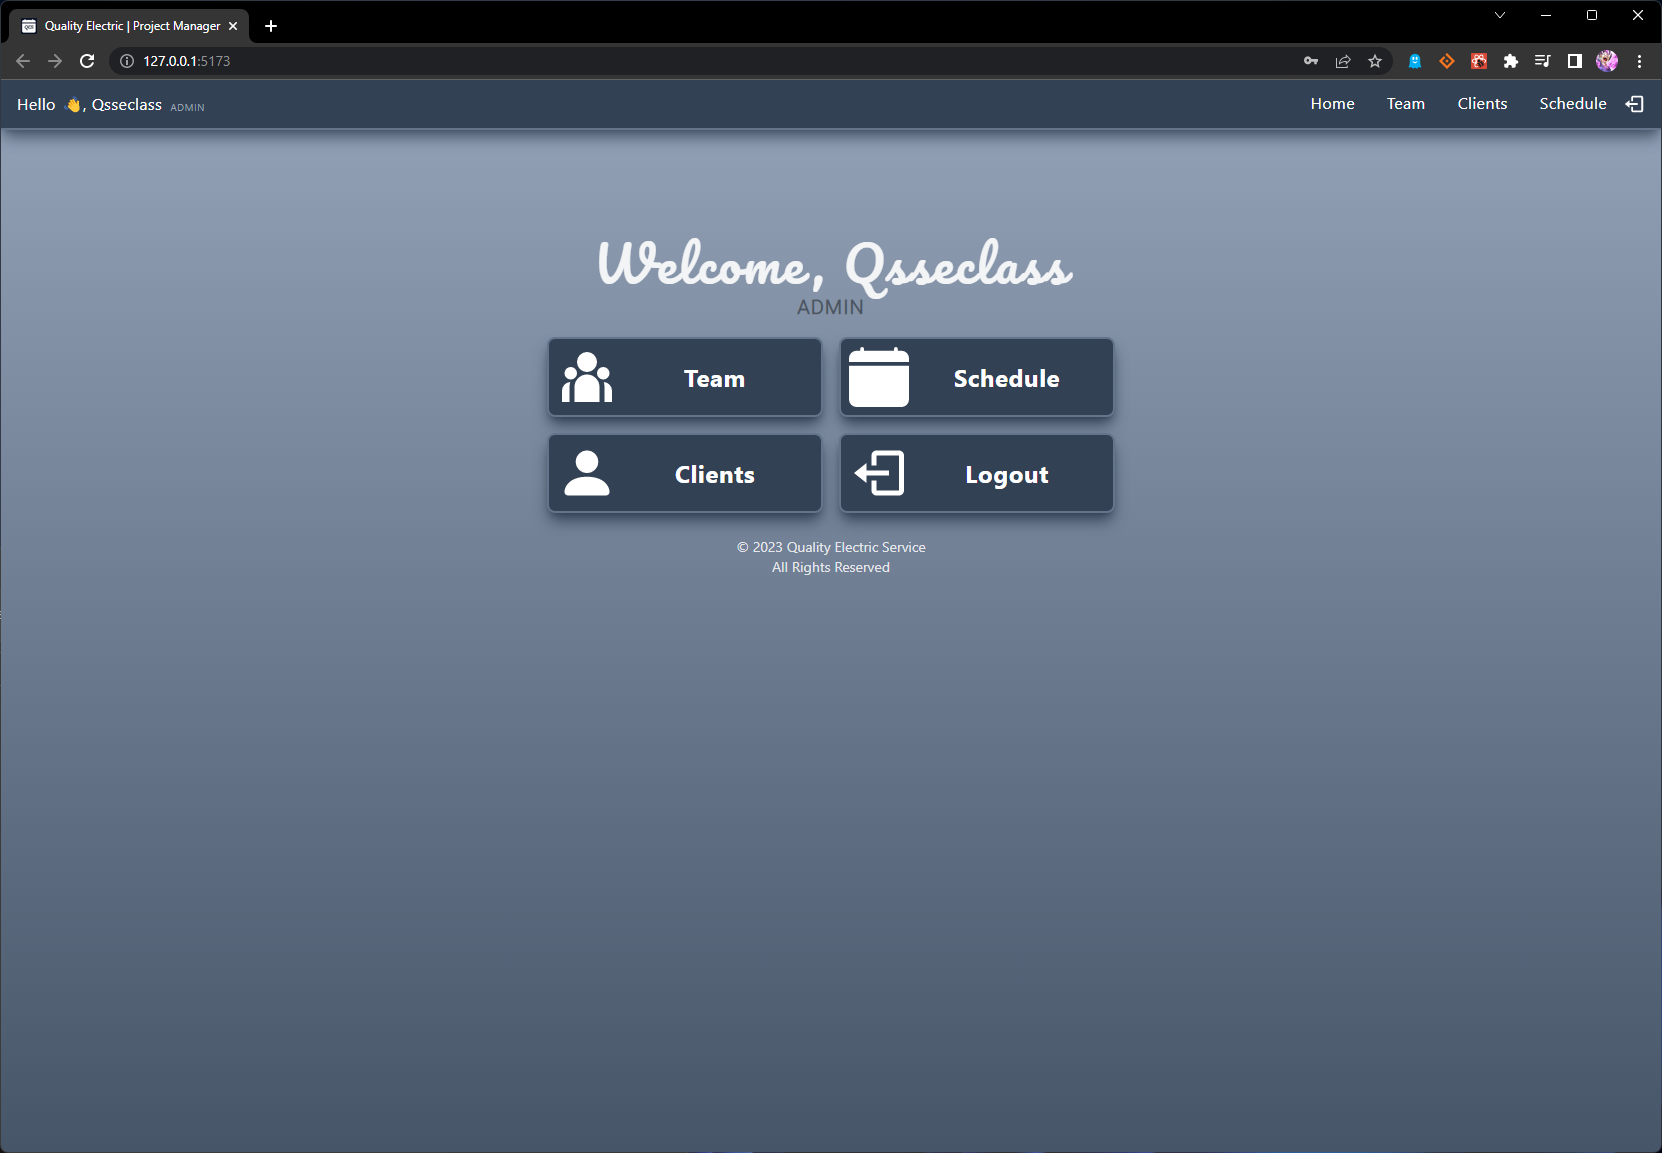 Quality Electric | Project Manager
127.0.0.1:5173
Hello 👋, Qsseclass ADMIN
Home Team Clients Schedule
Welcome, Qsseclass
ADMIN
Team Schedule
Clients Logout
© 2023 Quality Electric Service
All Rights Reserved